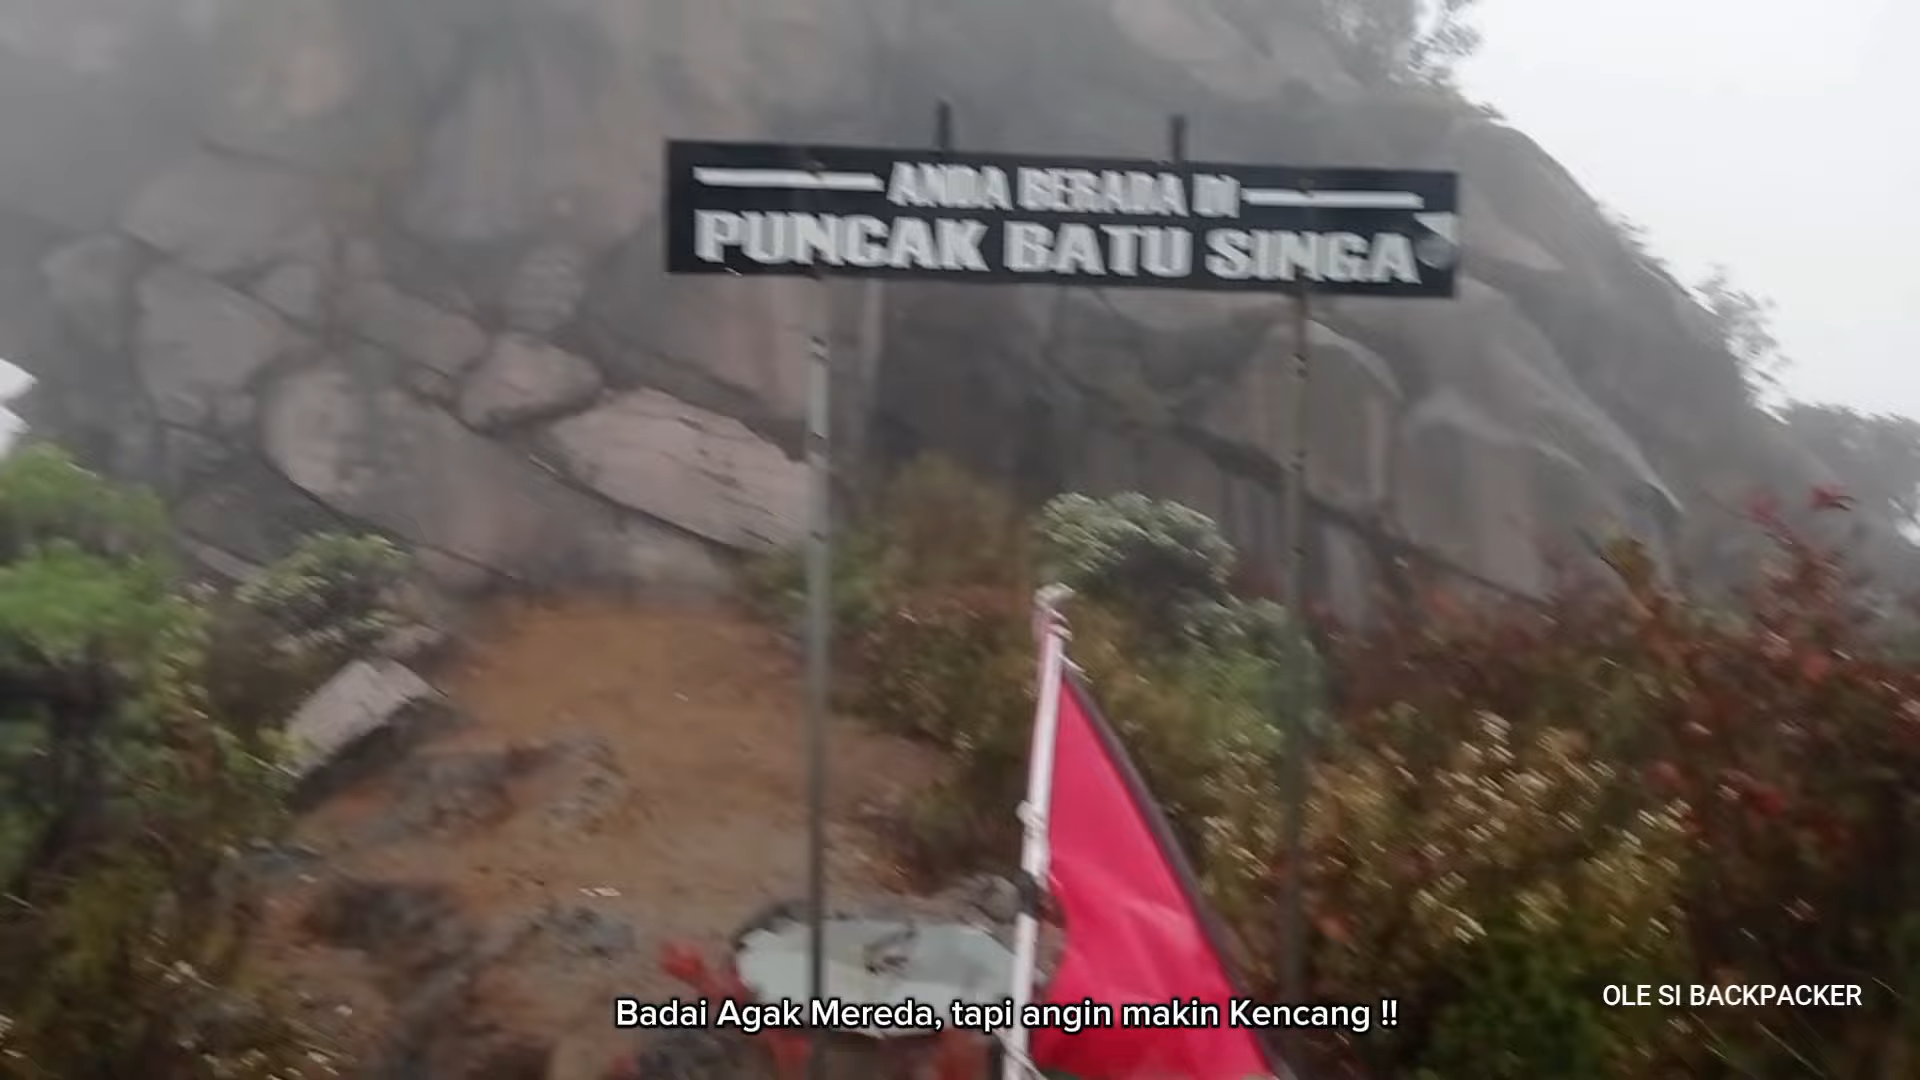 ANDA BERADA DI
PUNCAK BATU SINGA
OLE SI BACKPACKER
Badai Agak Mereda, tapi angin makin Kencang !!